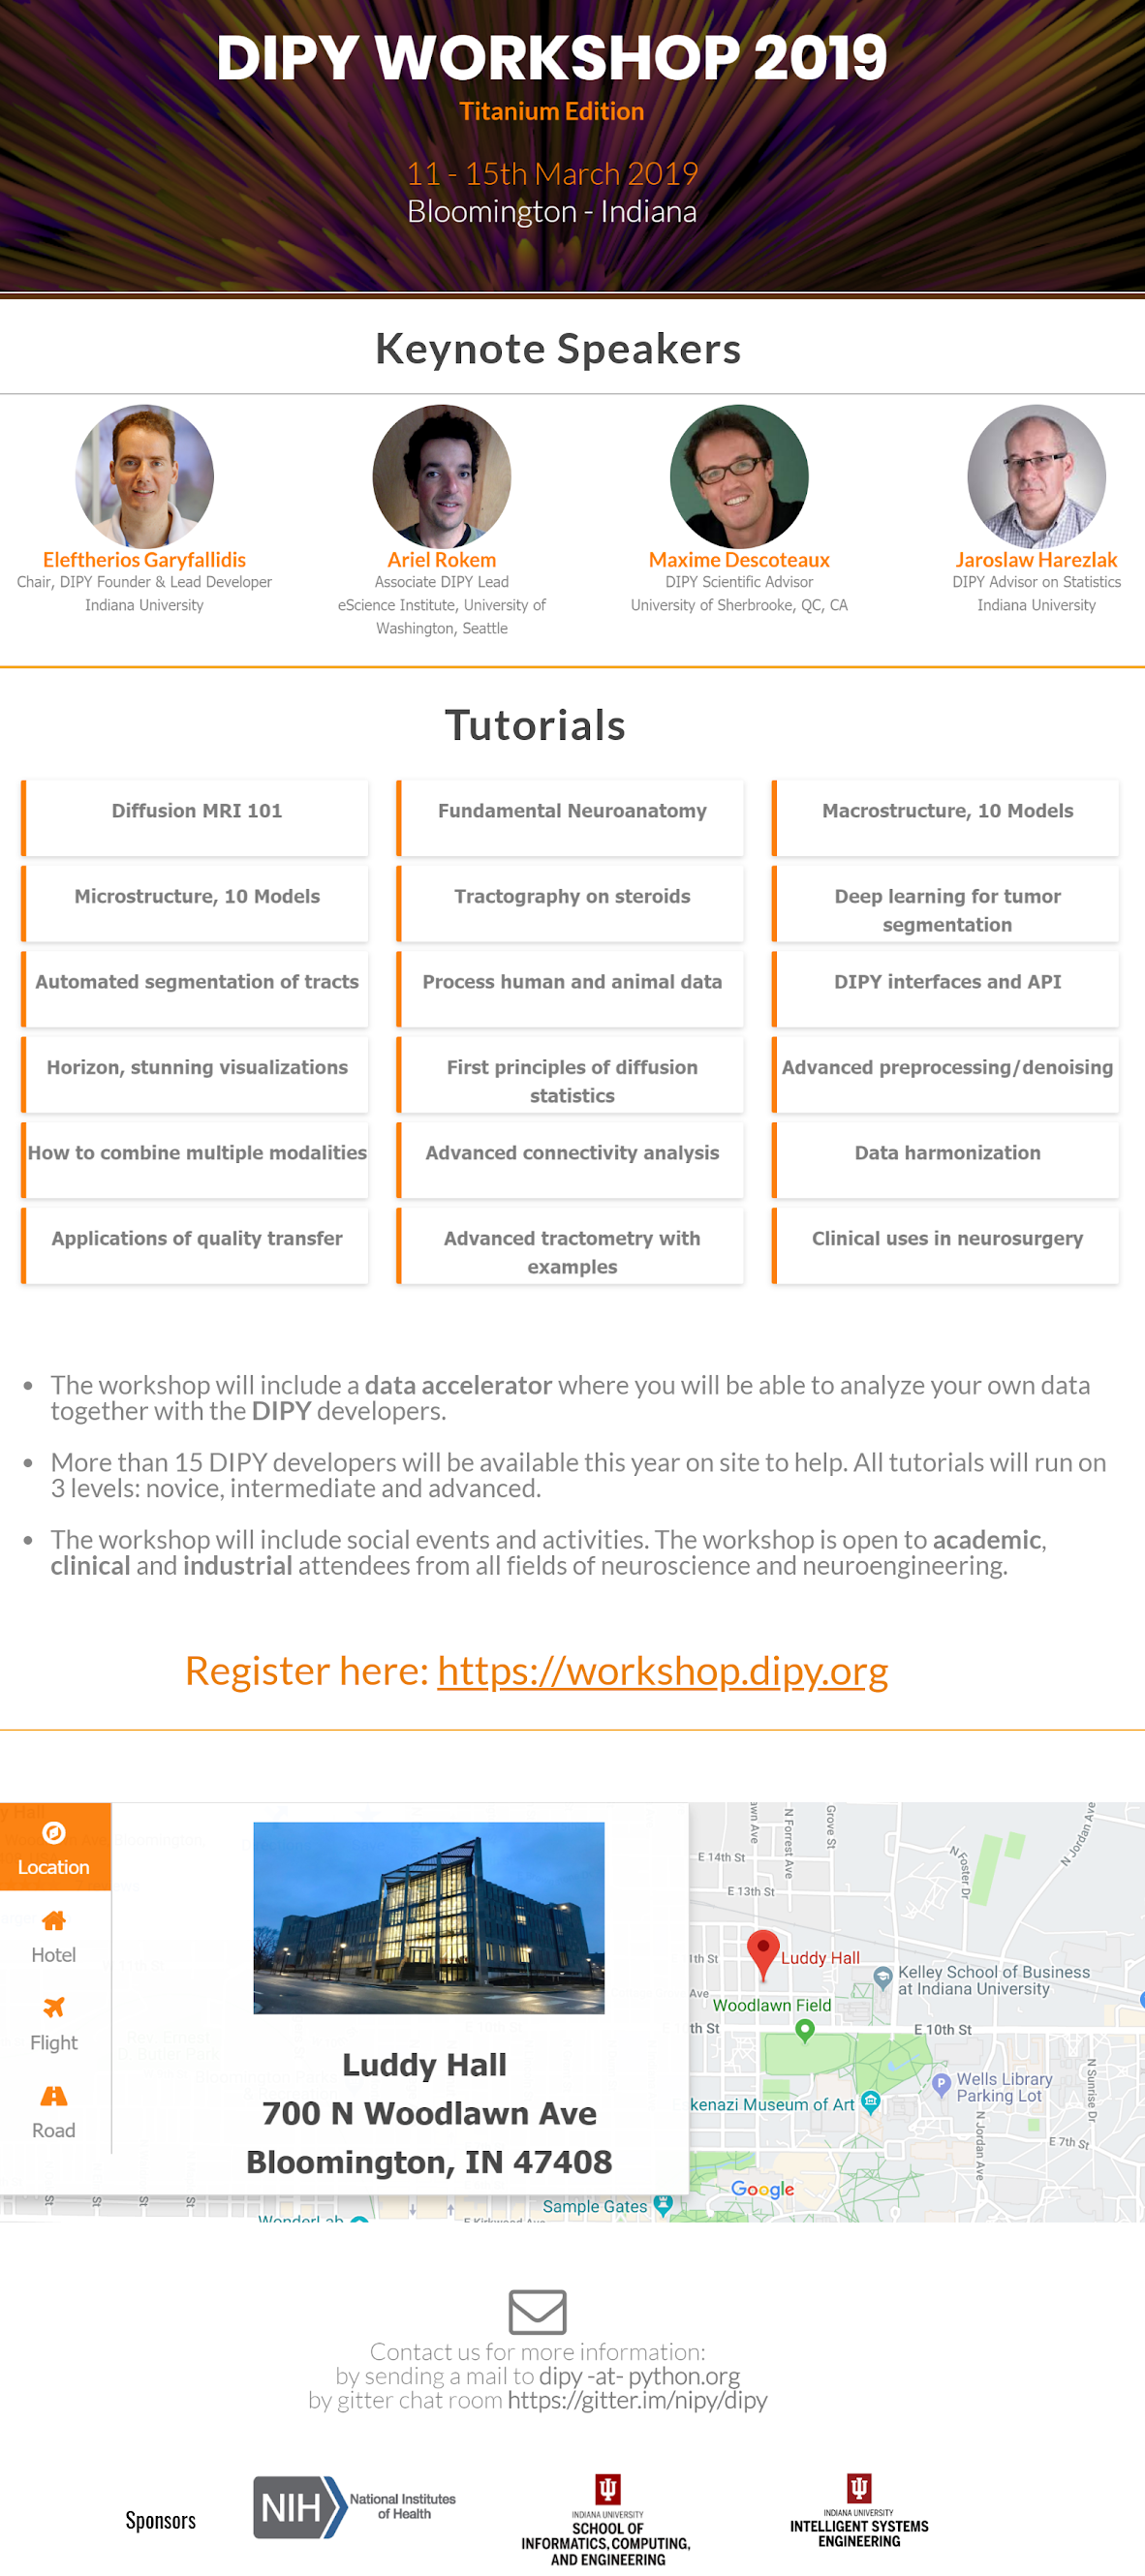 DIPY WORKSHOP 2019
Titanium Edition
11 - 15th March 2019
Bloomington - Indiana
Keynote Speakers
Eleftherios Garyfallidis
Chair, DIPY Founder & Lead Developer
Indiana University
Ariel Rokem
Associate DIPY Lead
eScience Institute, University of
Washington, Seattle
Maxime Descoteaux
DIPY Scientific Advisor
University of Sherbrooke, QC, CA
Jaroslaw Harezlak
DIPY Advisor on Statistics
Indiana University
Tutorials
Diffusion MRI 101
Fundamental Neuroanatomy
Macrostructure, 10 Models
Microstructure, 10 Models
Tractography on steroids
Deep learning for tumor
segmentation
Automated segmentation of tracts
Process human and animal data
DIPY interfaces and API
Horizon, stunning visualizations
First principles of diffusion
statistics
Advanced preprocessing/denoising
How to combine multiple modalities
Advanced connectivity analysis
Data harmonization
Applications of quality transfer
Advanced tractometry with
examples
Clinical uses in neurosurgery
• The workshop will include a data accelerator where you will be able to analyze your own data
together with the DIPY developers.
• More than 15 DIPY developers will be available this year on site to help. All tutorials will run on
3 levels: novice, intermediate and advanced.
• The workshop will include social events and activities. The workshop is open to academic,
clinical and industrial attendees from all fields of neuroscience and neuroengineering.
Register here: https://workshop.dipy.org
Location
Hotel
Flight
Road
Luddy Hall
700 N Woodlawn Ave
Bloomington, IN 47408
N Forrest Ave
Grove St
N Jordan Ave
E 14th St
N Foster Dr
E 13th St
Luddy Hall
Kelley School of Business
at Indiana University
Woodlawn Field
E 10th St
Wells Library
Parking Lot
Museum of Art
N Sunrise Dr
N Jordan Ave
E 7th St
Google
Sample Gates
Contact us for more information:
by sending a mail to dipy -at- python.org
by gitter chat room https://gitter.im/nipy/dipy
Sponsors
NIH
National Institutes
of Health
INDIANA UNIVERSITY
SCHOOL OF
INFORMATICS, COMPUTING,
AND ENGINEERING
INDIANA UNIVERSITY
INTELLIGENT SYSTEMS
ENGINEERING